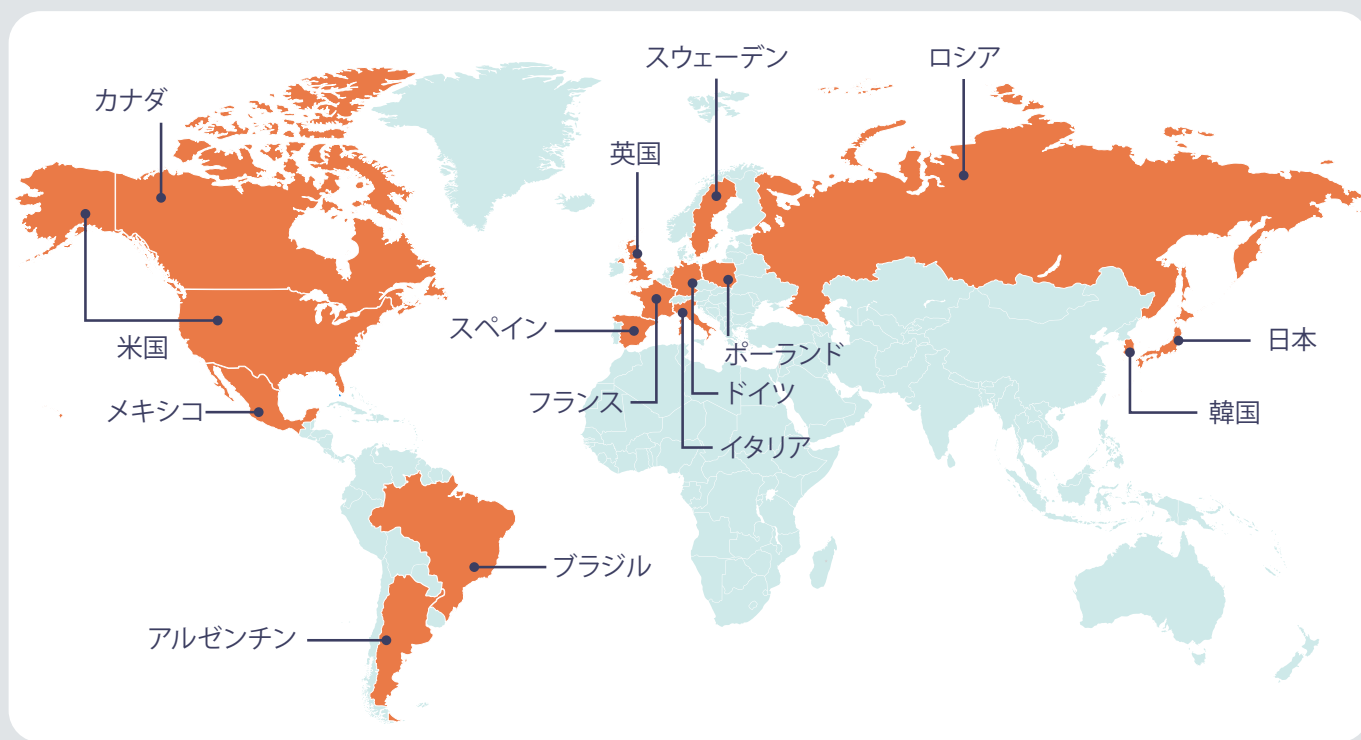 スウェーデン
ロシア
カナダ
英国
スペイン
米国
ポーランド
日本
フランス
ドイツ
メキシコ
韓国
イタリア
ブラジル
アルゼンチン